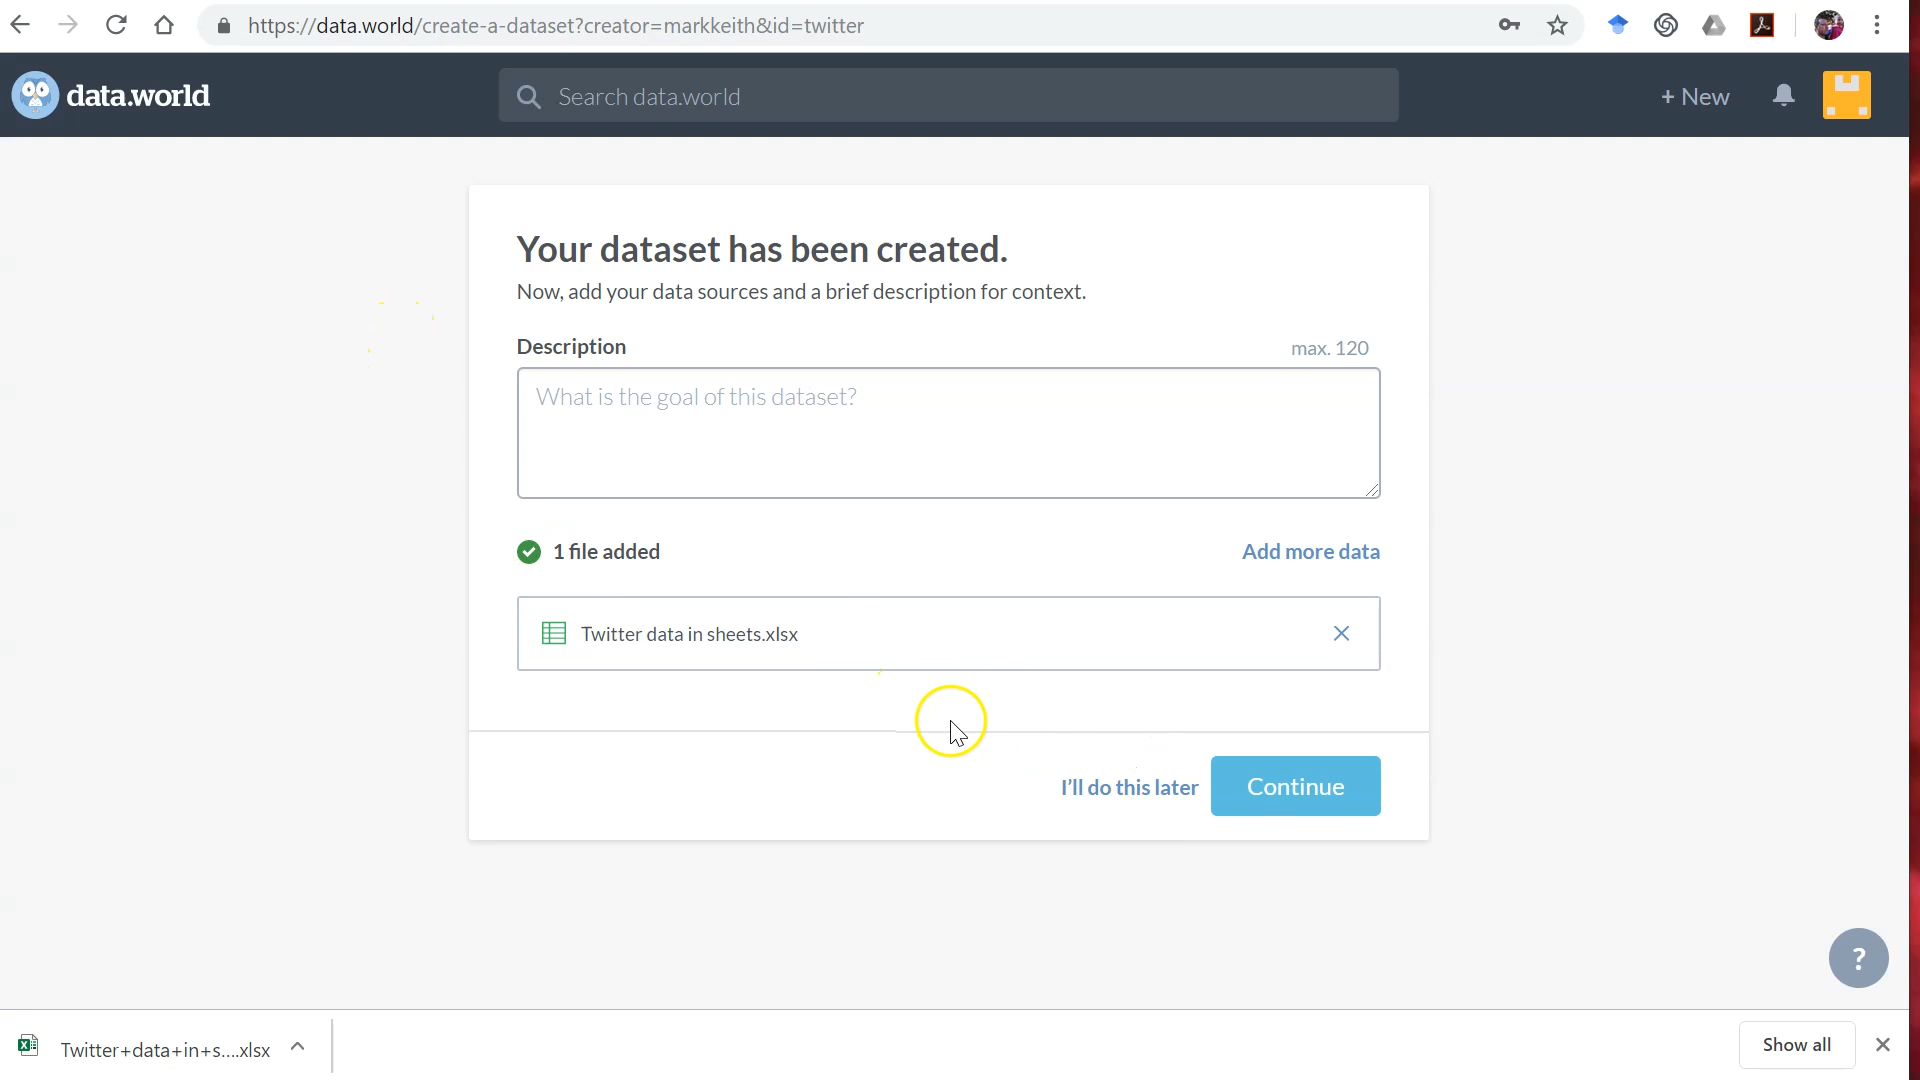 https://data.world/create-a-dataset?creator=markkeith&id=twitter
data.world
Search data.world
+ New
Your dataset has been created.
Now, add your data sources and a brief description for context.
Description
max. 120
What is the goal of this dataset?
1 file added
Add more data
Twitter data in sheets.xlsx
I'll do this later
Continue
?
Twitter+data+in+s....xlsx
Show all